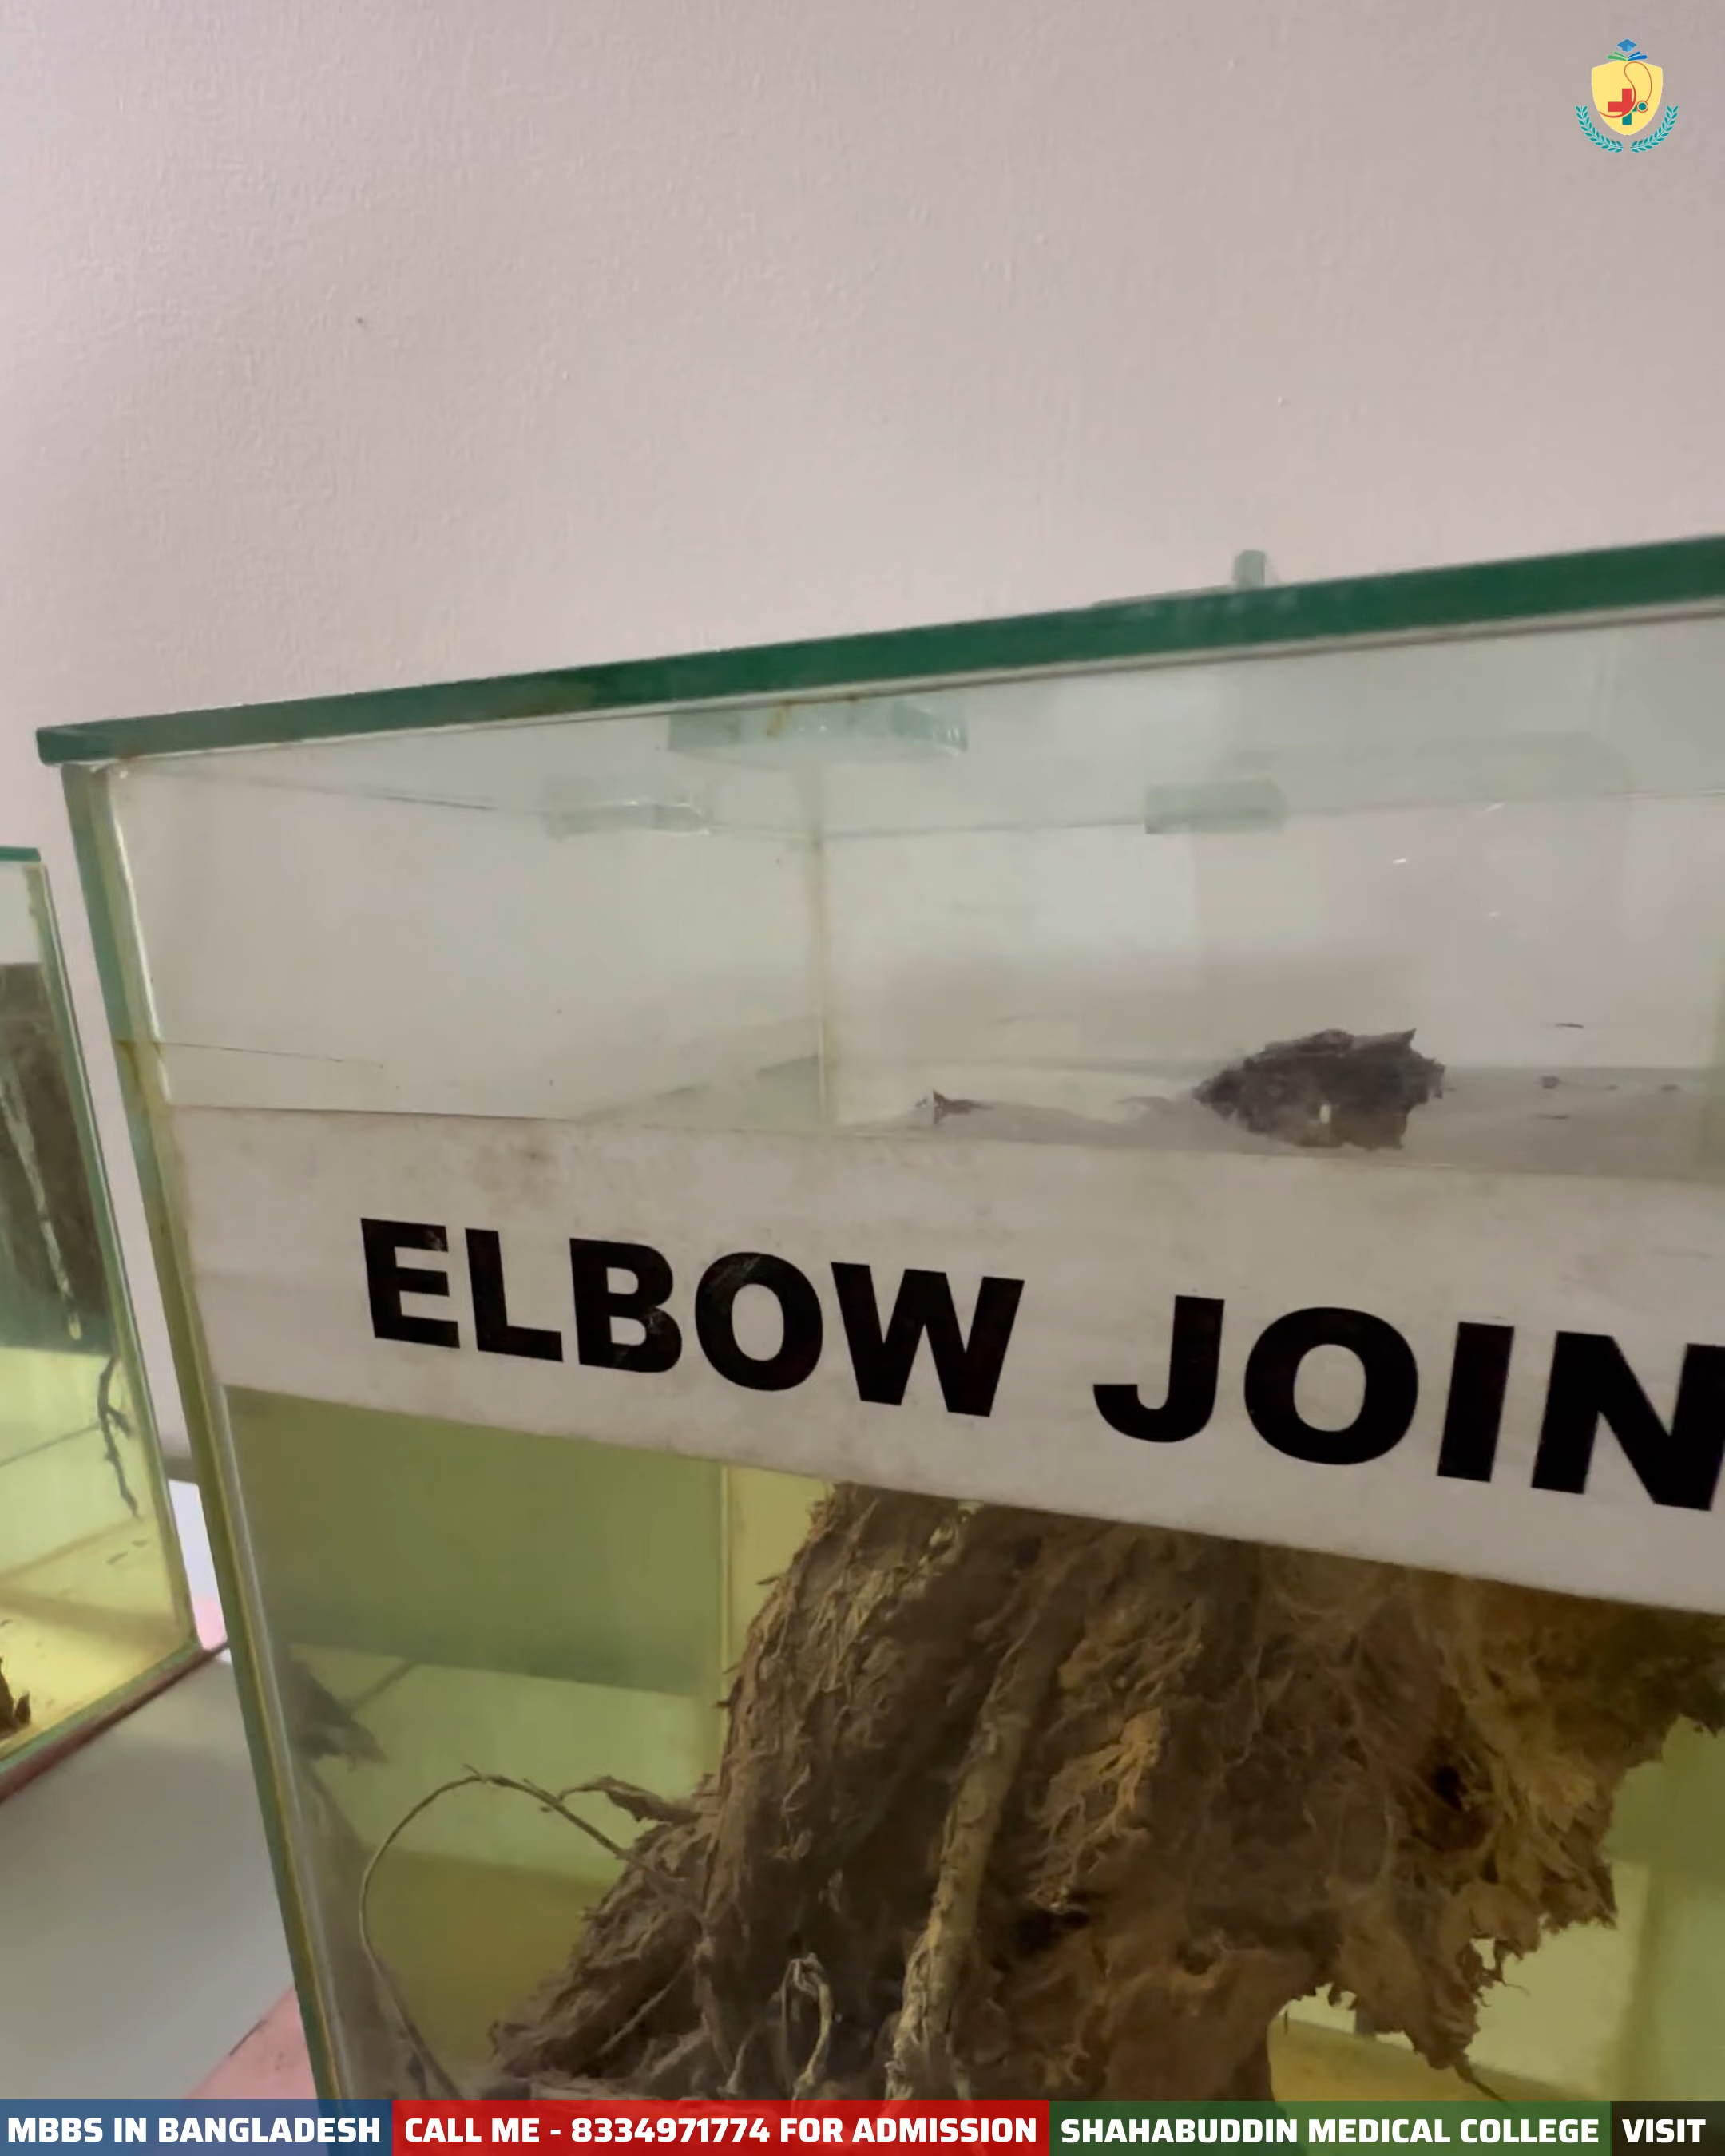 ELBOW JOIN
MBBS IN BANGLADESH CALL ME - 8334971774 FOR ADMISSION SHAHABUDDIN MEDICAL COLLEGE VISIT